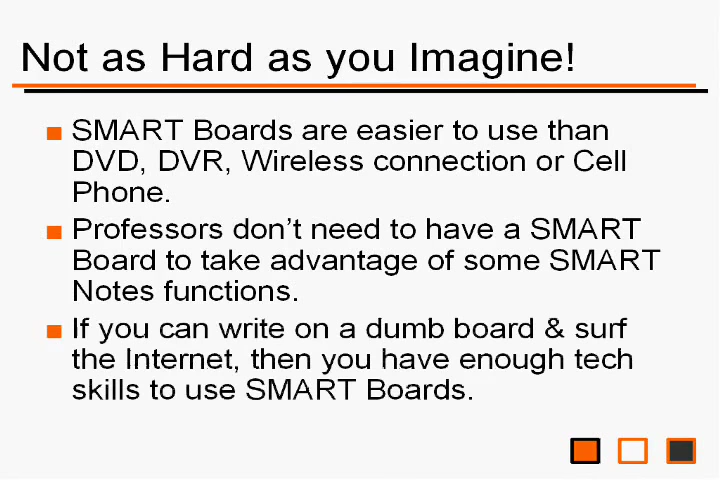 Not as Hard as you Imagine!
SMART Boards are easier to use than
DVD, DVR, Wireless connection or Cell
Phone.
Professors don't need to have a SMART
Board to take advantage of some SMART
Notes functions.
If you can write on a dumb board & surf
the Internet, then you have enough tech
skills to use SMART Boards.